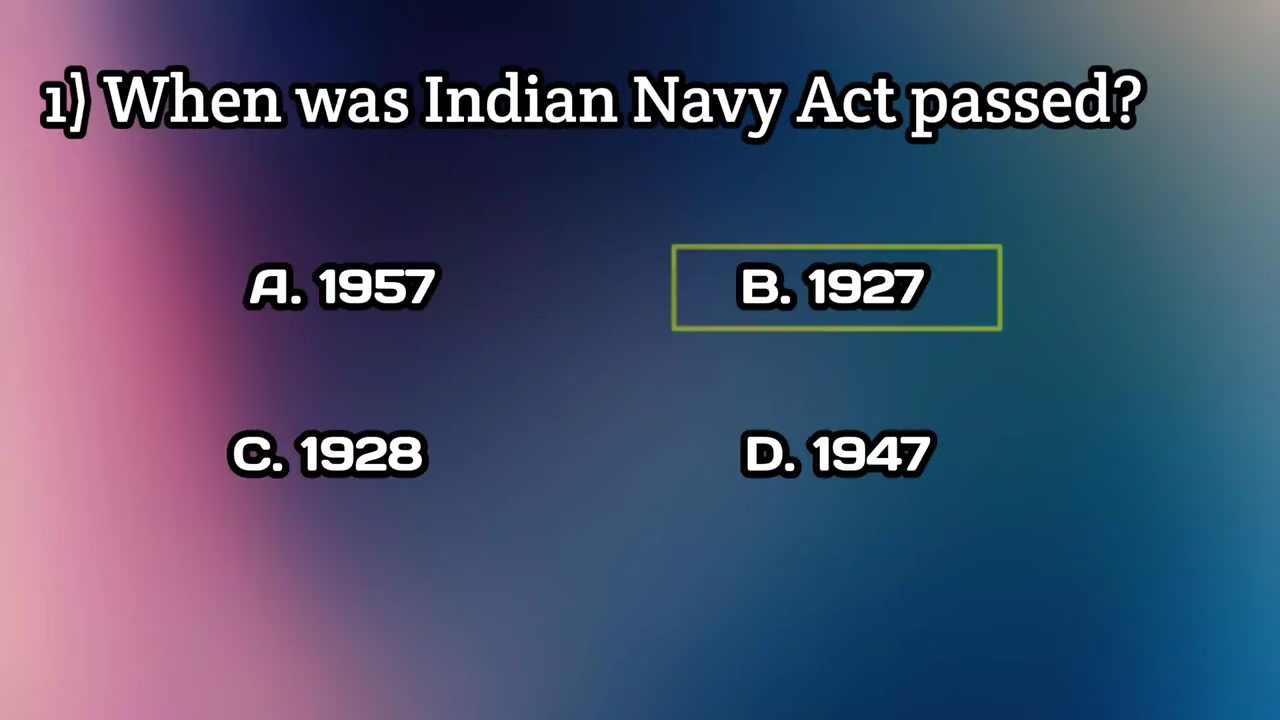 1) When was Indian Navy Act passed?
A. 1957
B. 1927
C. 1928
D. 1947